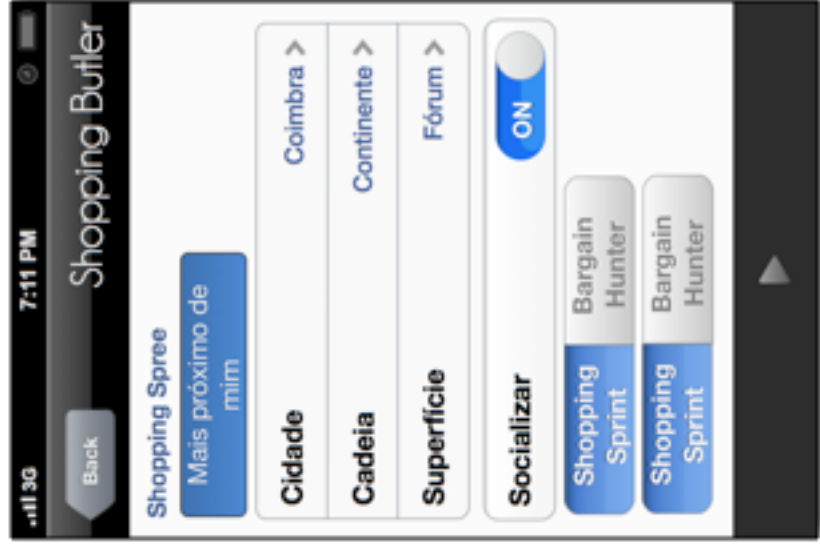 3G 7:11 PM
Back Shopping Butler
Shopping Spree
Mais próximo de
mim
Cidade Coimbra >
Cadeia Continente >
Superfície Fórum >
Socializar ON
Shopping Bargain
Sprint Hunter
Shopping Bargain
Sprint Hunter